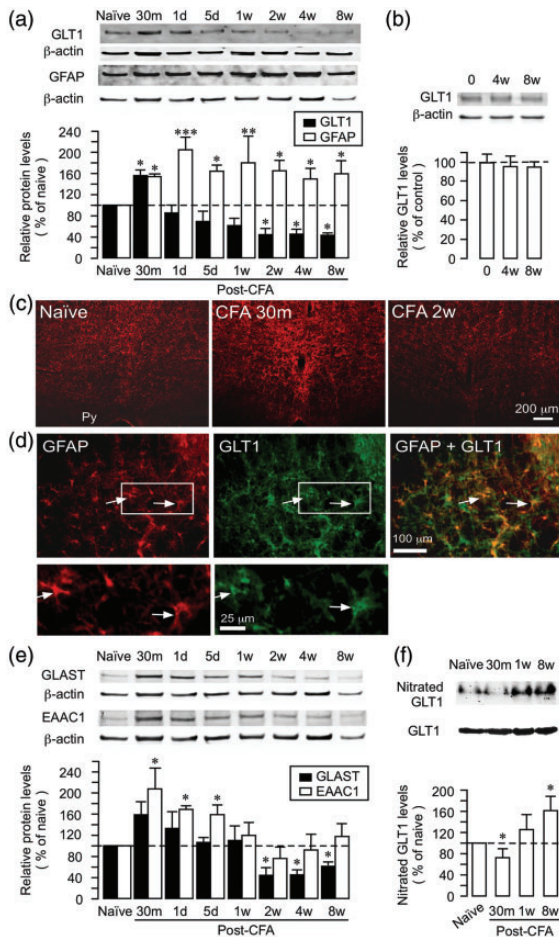 (a)
Naïve 30m 1d 5d 1w 2w 4w 8w
GLT1
β-actin
GFAP
β-actin
Relative protein levels
( % of naive )
240
200
160
120
80
40
0
* * *** * ** * * *
* * *
GLT1
GFAP
Naïve 30m 1d 5d 1w 2w 4w 8w
Post-CFA
(b)
0 4w 8w
GLT1
β-actin
Relative GLT1 levels
( % of control )
120
100
80
60
40
20
0
0 4w 8w
(c)
Naïve
Py
CFA 30m
CFA 2w
200 μm
(d)
GFAP
GLT1
GFAP + GLT1
100 μm
25 μm
(e)
Naïve 30m 1d 5d 1w 2w 4w 8w
GLAST
β-actin
EAAC1
β-actin
Relative protein levels
( % of naive )
240
200
160
120
80
40
0
* * *
* * *
GLAST
EAAC1
Naïve 30m 1d 5d 1w 2w 4w 8w
Post-CFA
(f)
Naïve 30m 1w 8w
Nitrated
GLT1
GLT1
Nitrated GLT1 levels
( % of naive )
200
160
120
80
40
0
* *
Naïve 30m 1w 8w
Post-CFA